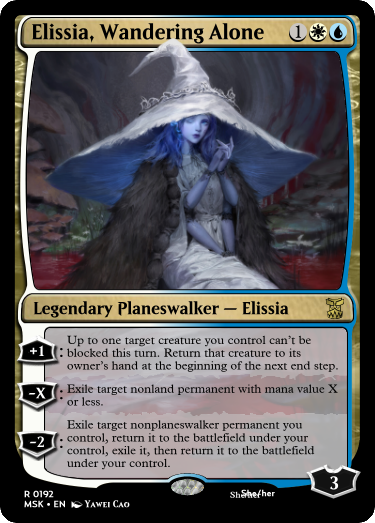 Elissia, Wandering Alone 1
Legendary Planeswalker — Elissia
+1: Up to one target creature you control can't be
blocked this turn. Return that creature to its
owner's hand at the beginning of the next end step.
-X: Exile target nonland permanent with mana value X
or less.
-2: Exile target nonplaneswalker permanent you
control, return it to the battlefield under your
control, exile it, then return it to the battlefield
under your control.
3
R 0192
MSK • EN Yawei Cao
She/her